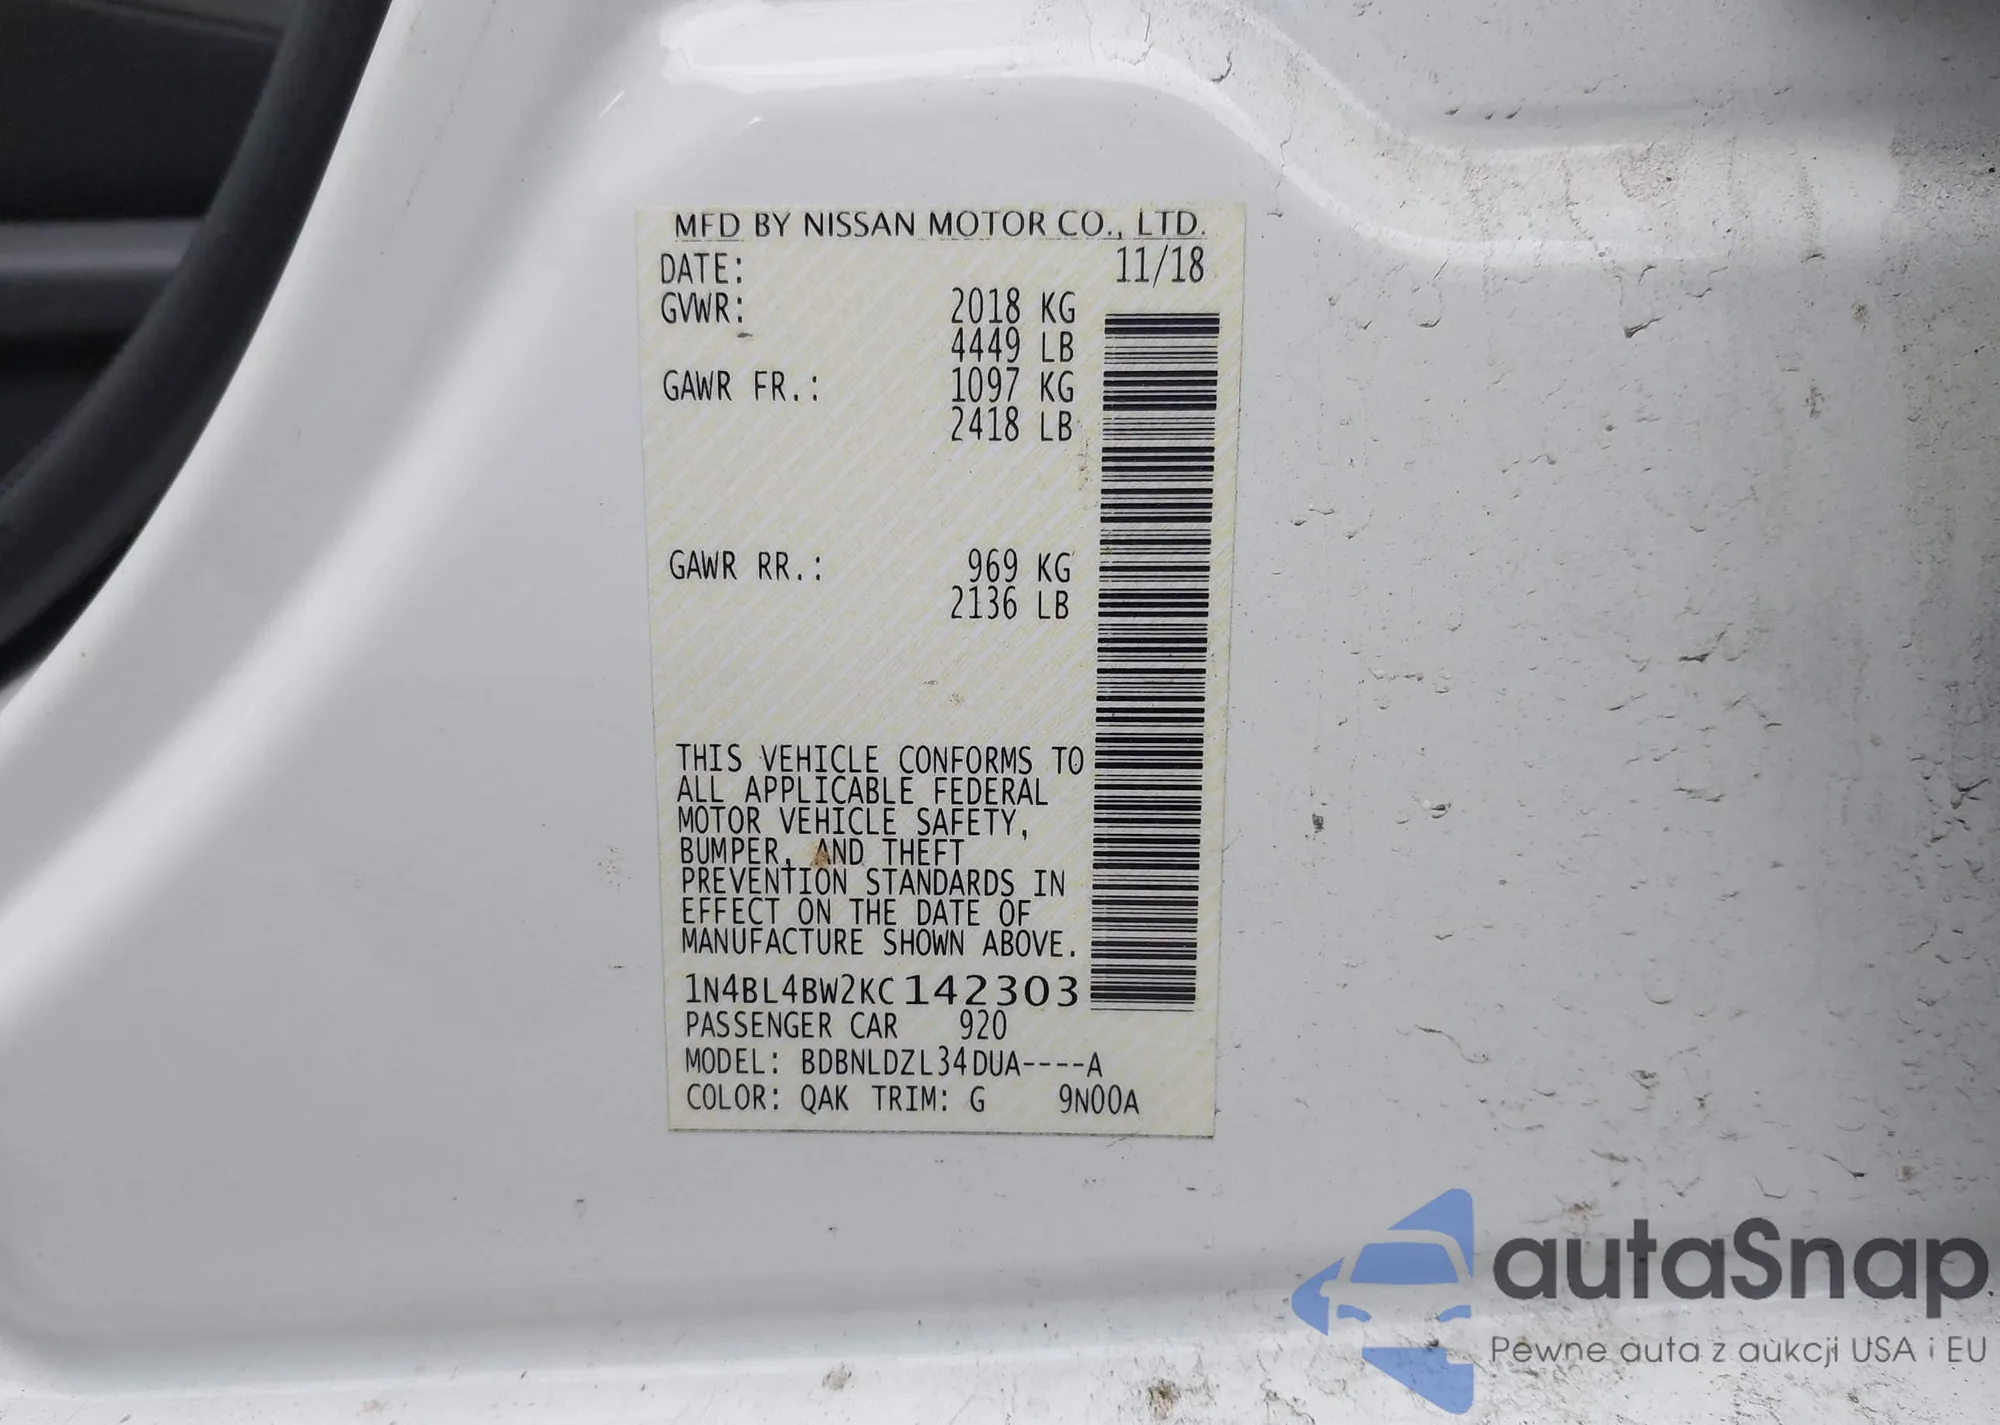 MFD BY NISSAN MOTOR CO., LTD.
DATE: 11/18
GVWR: 2018 KG
4449 LB
GAWR FR.: 1097 KG
2418 LB
GAWR RR.: 969 KG
2136 LB
THIS VEHICLE CONFORMS TO
ALL APPLICABLE FEDERAL
MOTOR VEHICLE SAFETY,
BUMPER, AND THEFT
PREVENTION STANDARDS IN
EFFECT ON THE DATE OF
MANUFACTURE SHOWN ABOVE.
1N4BL4BW2KC142303
PASSENGER CAR 920
MODEL: BDBNLDZL34DUA----A
COLOR: QAK TRIM: G 9N00A
autaSnap
Pewne auta z aukcji USA i EU